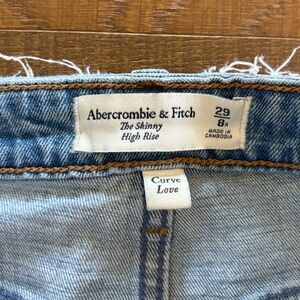 Abercrombie & Fitch
The Skinny
High Rise
29
8R
MADE IN
CAMBODIA
Curve
Love